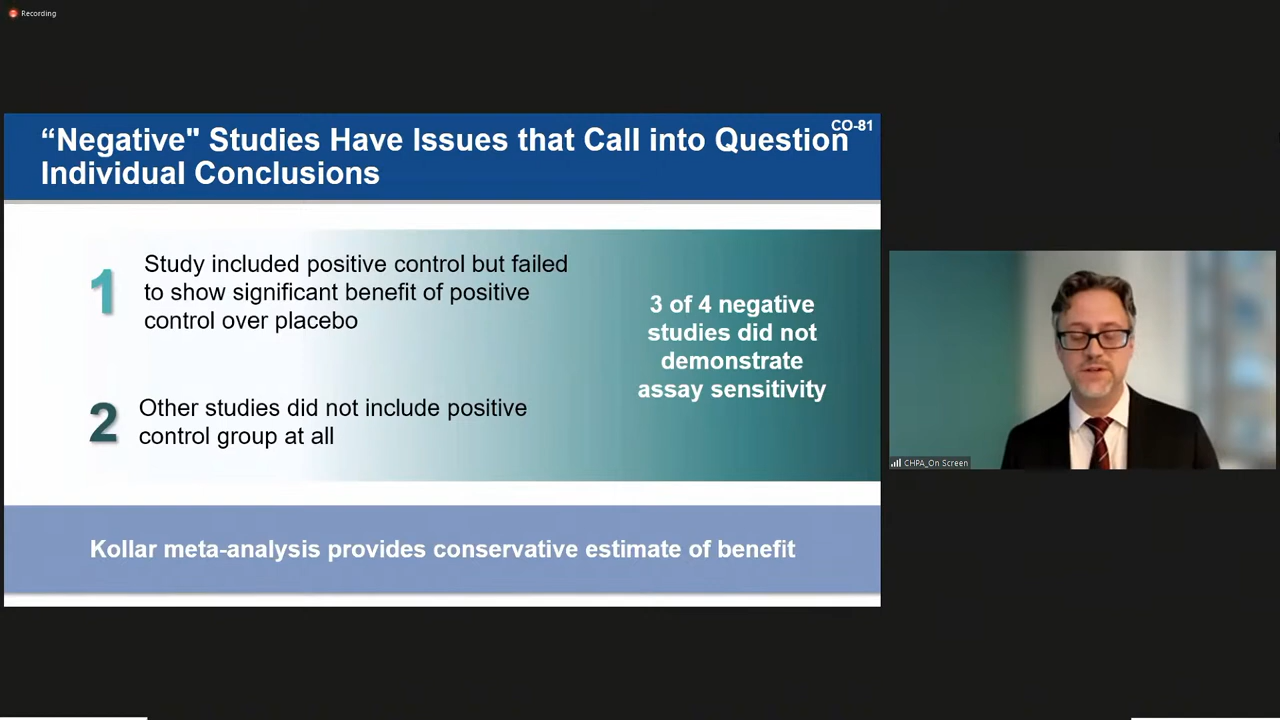 Recording
CO-81
“Negative" Studies Have Issues that Call into Question
Individual Conclusions
1
Study included positive control but failed
to show significant benefit of positive
control over placebo
2
Other studies did not include positive
control group at all
3 of 4 negative
studies did not
demonstrate
assay sensitivity
Kollar meta-analysis provides conservative estimate of benefit
CHPA_On Screen